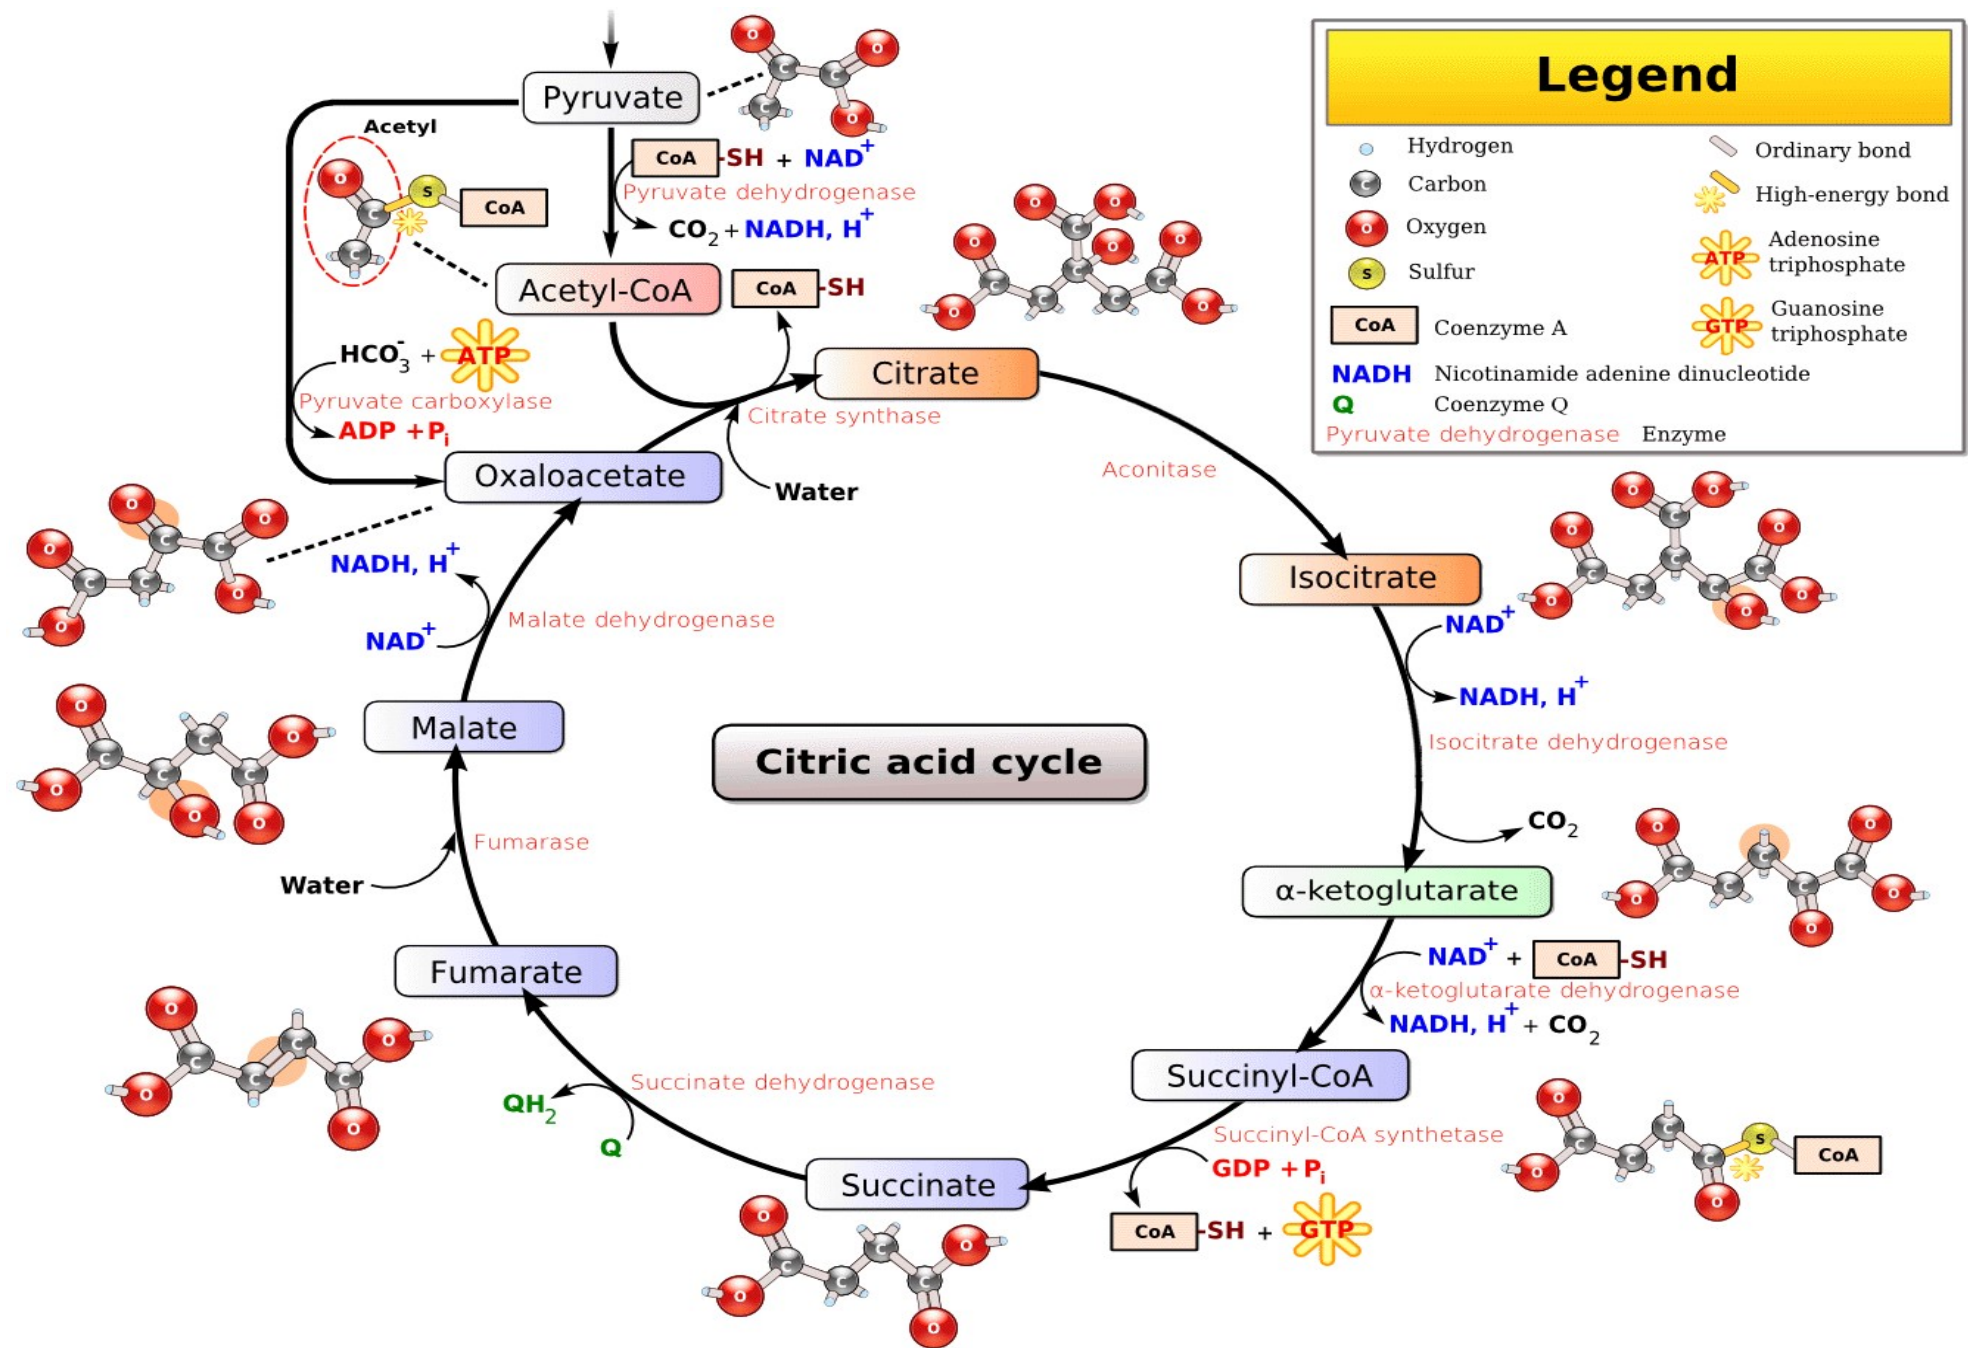 Pyruvate
Acetyl
CoA-SH + NAD+
Pyruvate dehydrogenase
CO2 + NADH, H+
S
CoA
Acetyl-CoA
CoA-SH
HCO3- + ATP
Pyruvate carboxylase
ADP + Pi
Citrate
Citrate synthase
Oxaloacetate
Water
Aconitase
NADH, H+
Malate dehydrogenase
NAD+
Isocitrate
NAD+
NADH, H+
Isocitrate dehydrogenase
Malate
Citric acid cycle
CO2
Fumarase
Water
α-ketoglutarate
NAD+ + CoA-SH
α-ketoglutarate dehydrogenase
NADH, H+ + CO2
Fumarate
Succinyl-CoA
Succinate dehydrogenase
QH2
Q
Succinyl-CoA synthetase
GDP + Pi
S
CoA
Succinate
CoA-SH + GTP
Legend
Hydrogen
C Carbon
O Oxygen
S Sulfur
CoA Coenzyme A
Ordinary bond
High-energy bond
ATP Adenosine
triphosphate
GTP Guanosine
triphosphate
NADH Nicotinamide adenine dinucleotide
Q Coenzyme Q
Pyruvate dehydrogenase Enzyme